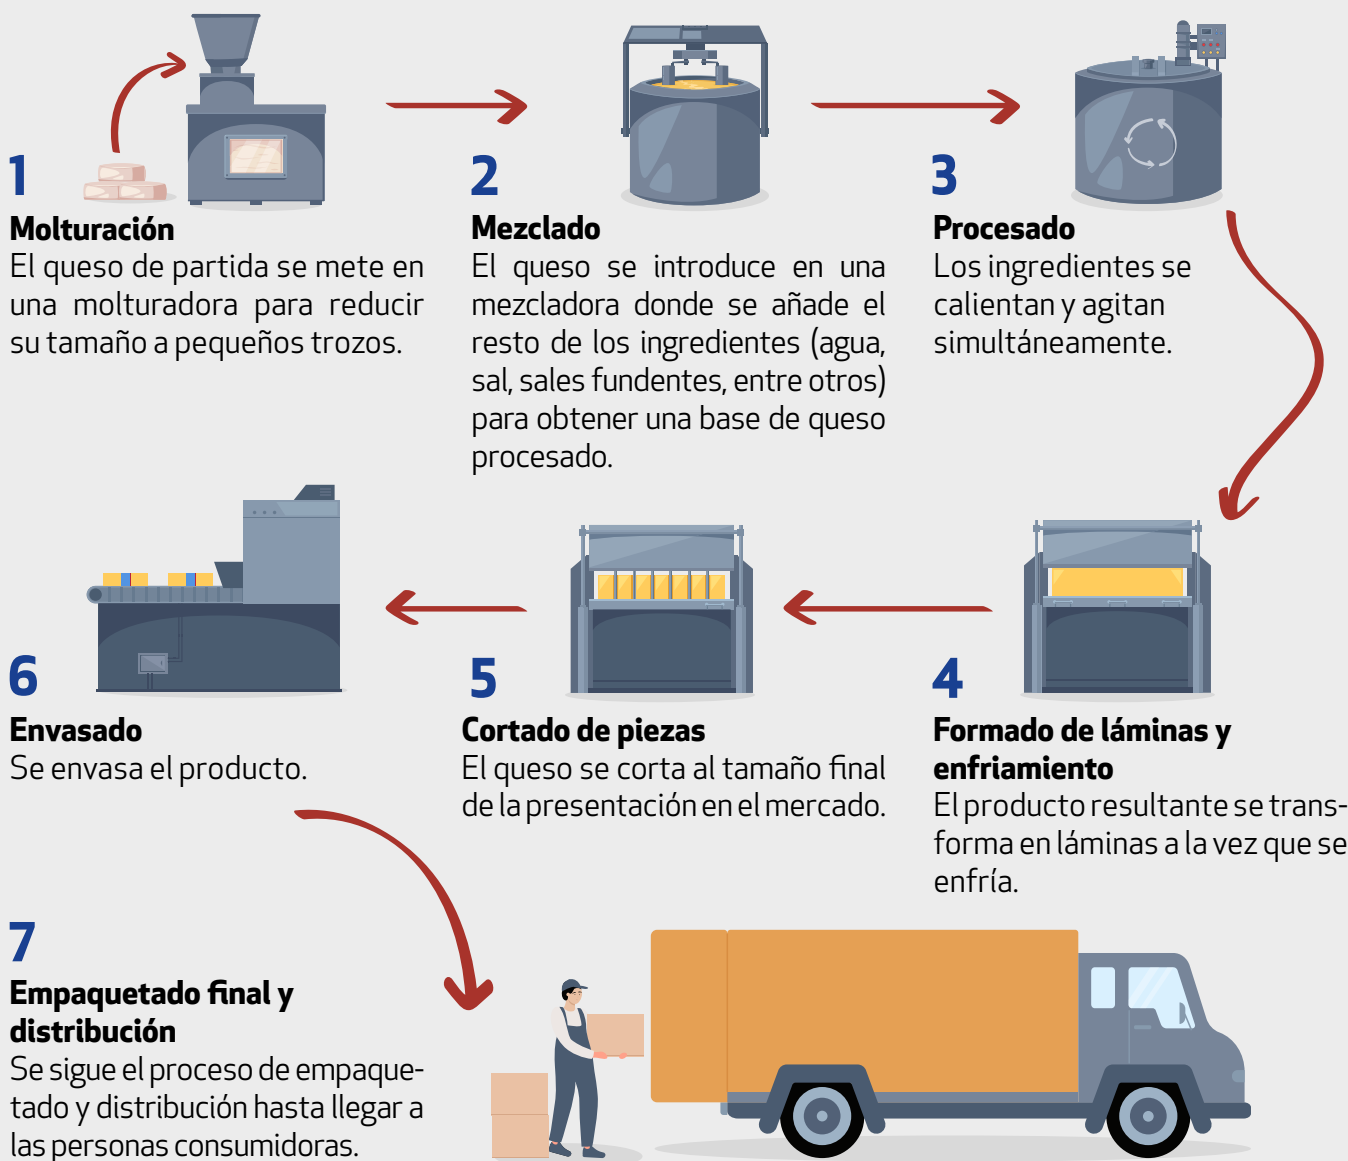 1
Molturación
El queso de partida se mete en
una molturadora para reducir
su tamaño a pequeños trozos.
2
Mezclado
El queso se introduce en una
mezcladora donde se añade el
resto de los ingredientes (agua,
sal, sales fundentes, entre otros)
para obtener una base de queso
procesado.
3
Procesado
Los ingredientes se
calientan y agitan
simultáneamente.
4
Formado de láminas y
enfriamiento
El producto resultante se trans-
forma en láminas a la vez que se
enfría.
5
Cortado de piezas
El queso se corta al tamaño final
de la presentación en el mercado.
6
Envasado
Se envasa el producto.
7
Empaquetado final y
distribución
Se sigue el proceso de empaque-
tado y distribución hasta llegar a
las personas consumidoras.